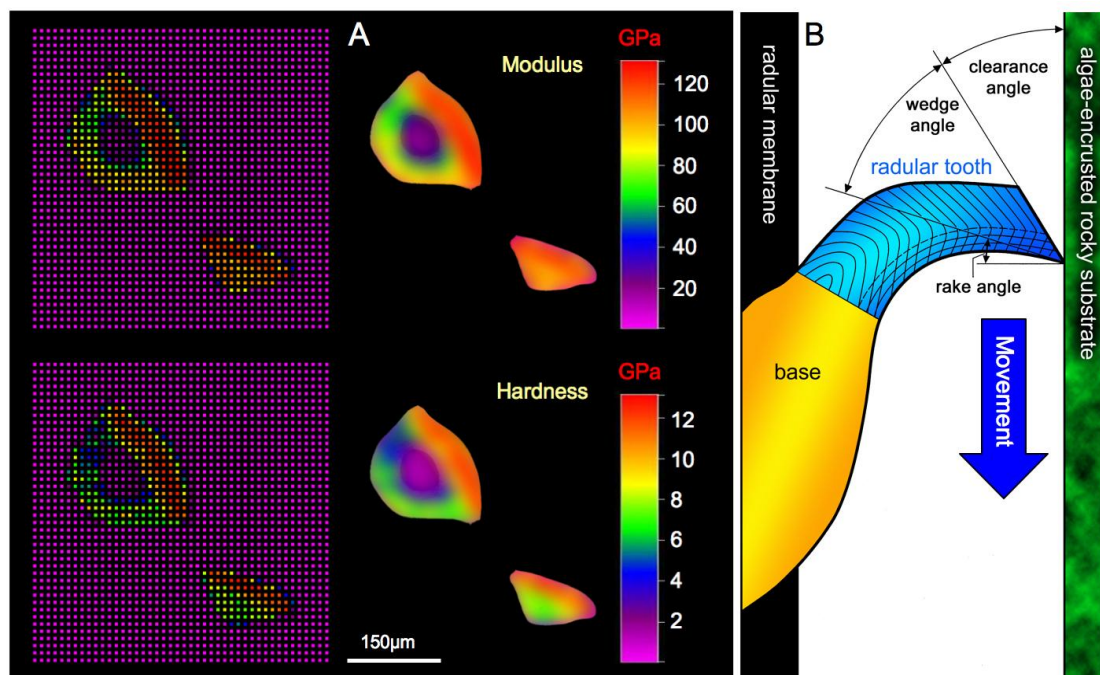 A
GPa
Modulus
120
100
80
60
40
20
GPa
Hardness
12
10
8
6
4
2
150µm
B
radular membrane
clearance
angle
wedge
angle
radular tooth
rake angle
base
Movement
algae-encrusted rocky substrate